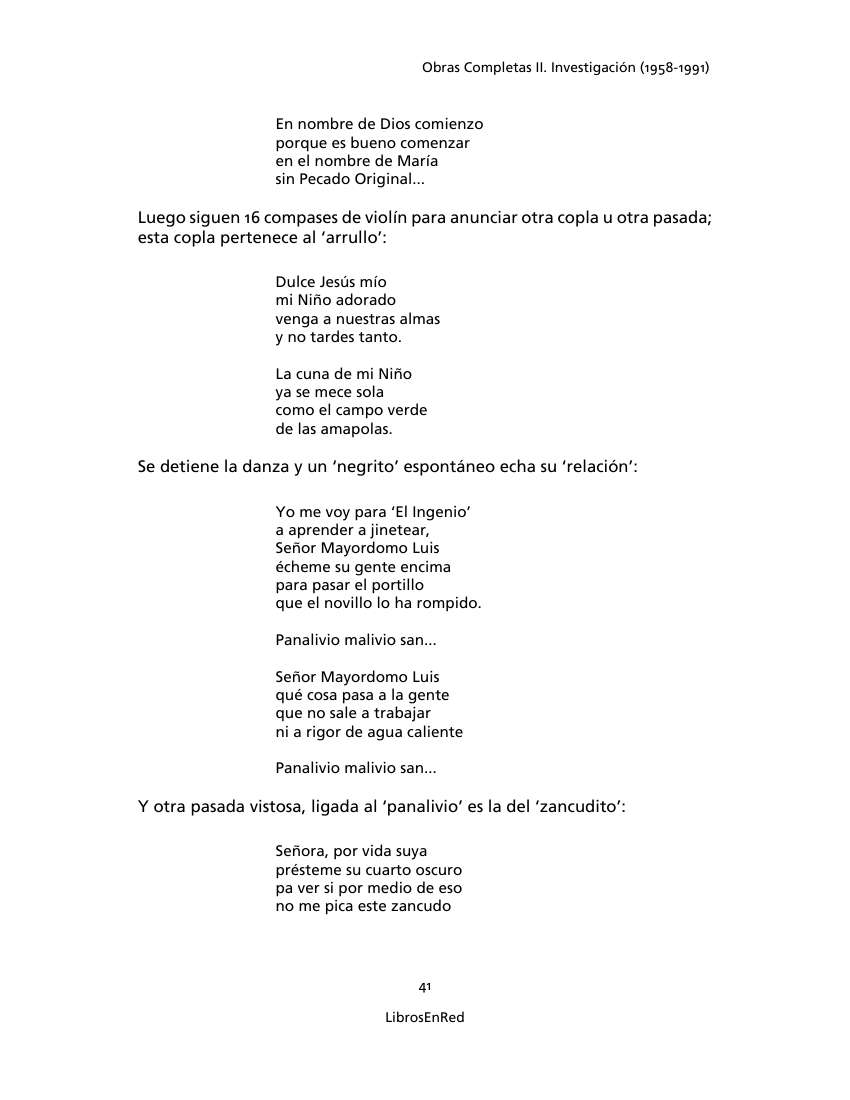 Obras Completas II. Investigación (1958-1991)
En nombre de Dios comienzo
porque es bueno comenzar
en el nombre de María
sin Pecado Original...
Luego siguen 16 compases de violín para anunciar otra copla u otra pasada;
esta copla pertenece al ‘arrullo’:
Dulce Jesús mío
mi Niño adorado
venga a nuestras almas
y no tardes tanto.
La cuna de mi Niño
ya se mece sola
como el campo verde
de las amapolas.
Se detiene la danza y un ‘negrito’ espontáneo echa su ‘relación’:
Yo me voy para ‘El Ingenio’
a aprender a jinetear,
Señor Mayordomo Luis
écheme su gente encima
para pasar el portillo
que el novillo lo ha rompido.
Panalivio malivio san...
Señor Mayordomo Luis
qué cosa pasa a la gente
que no sale a trabajar
ni a rigor de agua caliente
Panalivio malivio san...
Y otra pasada vistosa, ligada al ‘panalivio’ es la del ‘zancudito’:
Señora, por vida suya
présteme su cuarto oscuro
pa ver si por medio de eso
no me pica este zancudo
41
LibrosEnRed